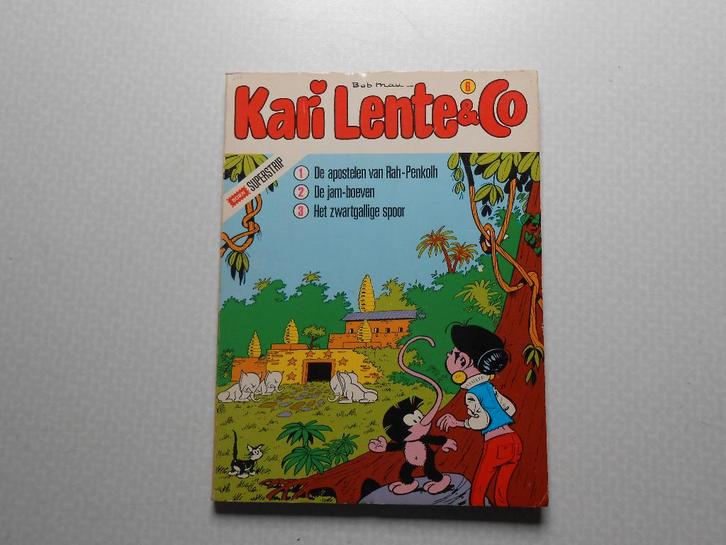 Bob Mau
6
Kari Lente & Co
SUPERSTRIP
1 De apostelen van Rah-Penkolh
2 De jam-boeven
3 Het zwartgallige spoor